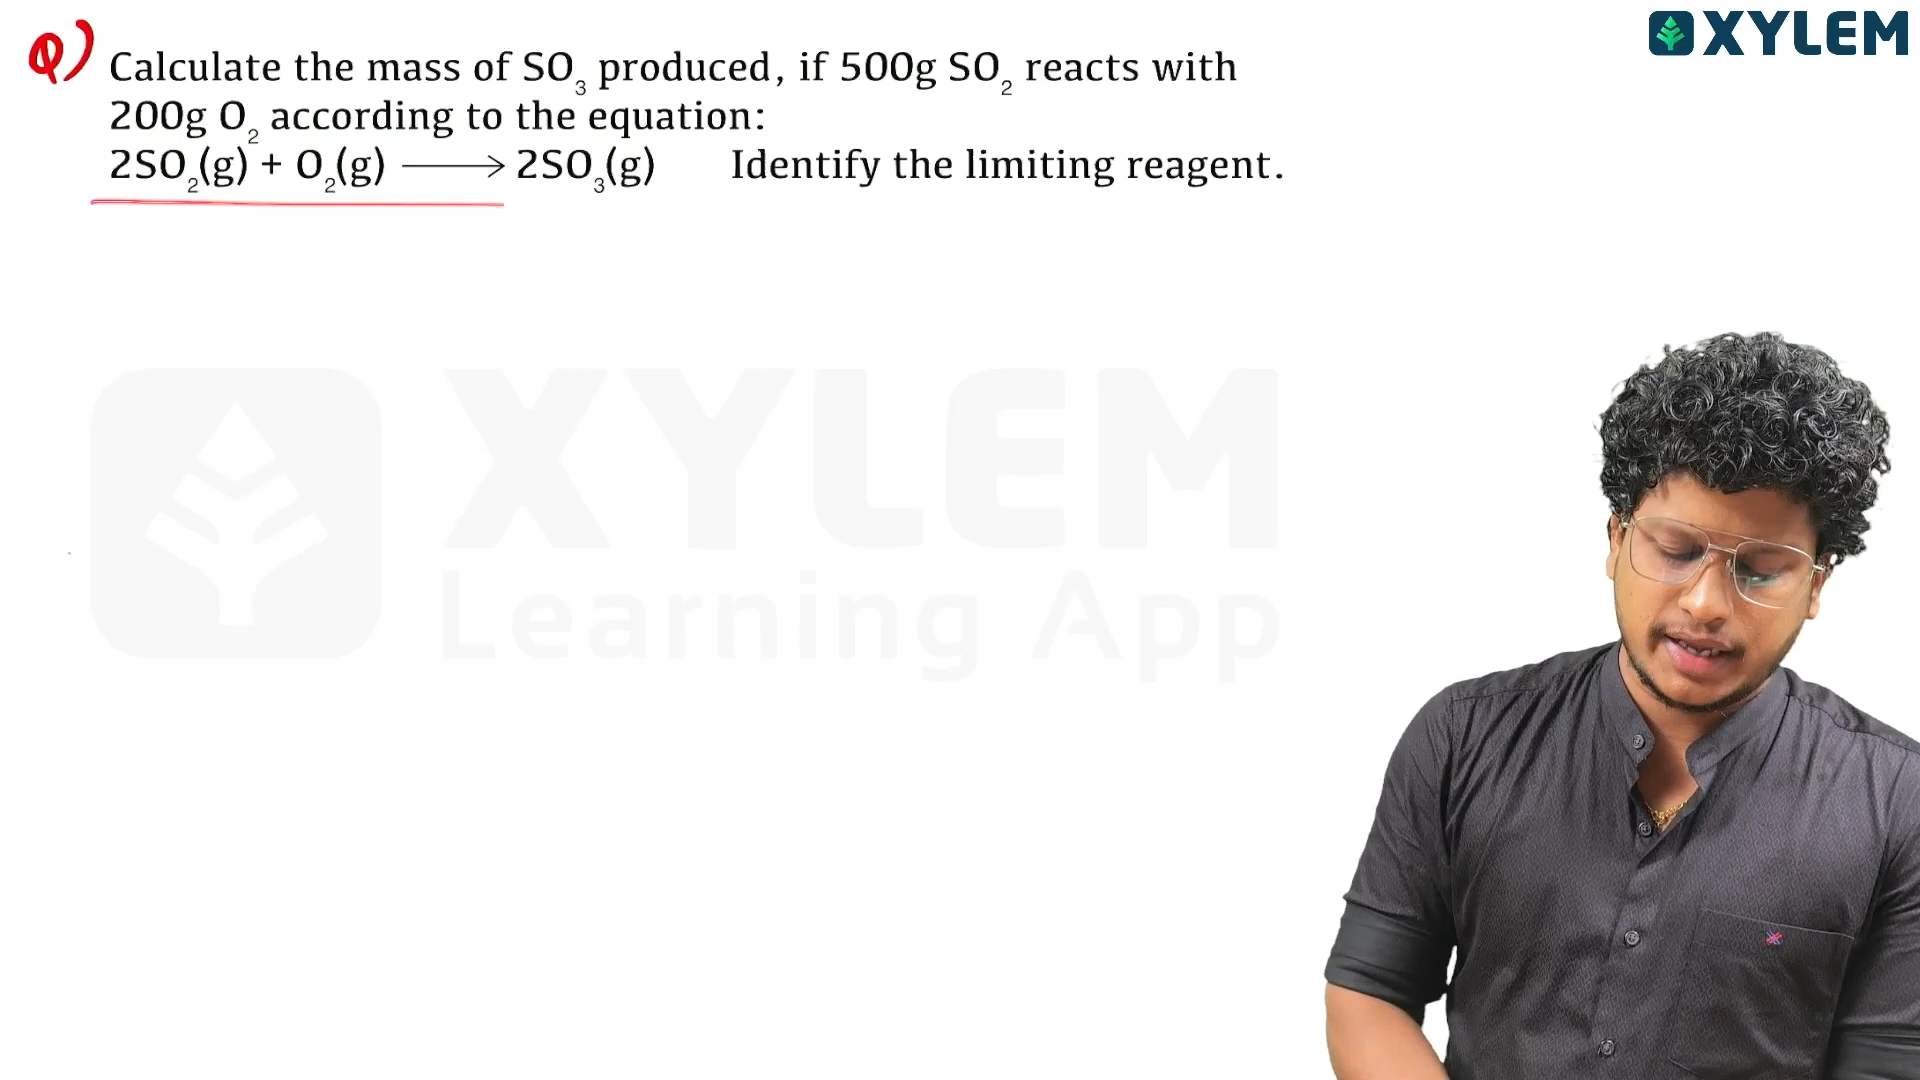 XYLEM
Q) Calculate the mass of SO₃ produced, if 500g SO₂ reacts with
200g O₂ according to the equation:
2SO₂(g) + O₂(g) ⟶ 2SO₃(g) Identify the limiting reagent.
XYLEM
Learning App